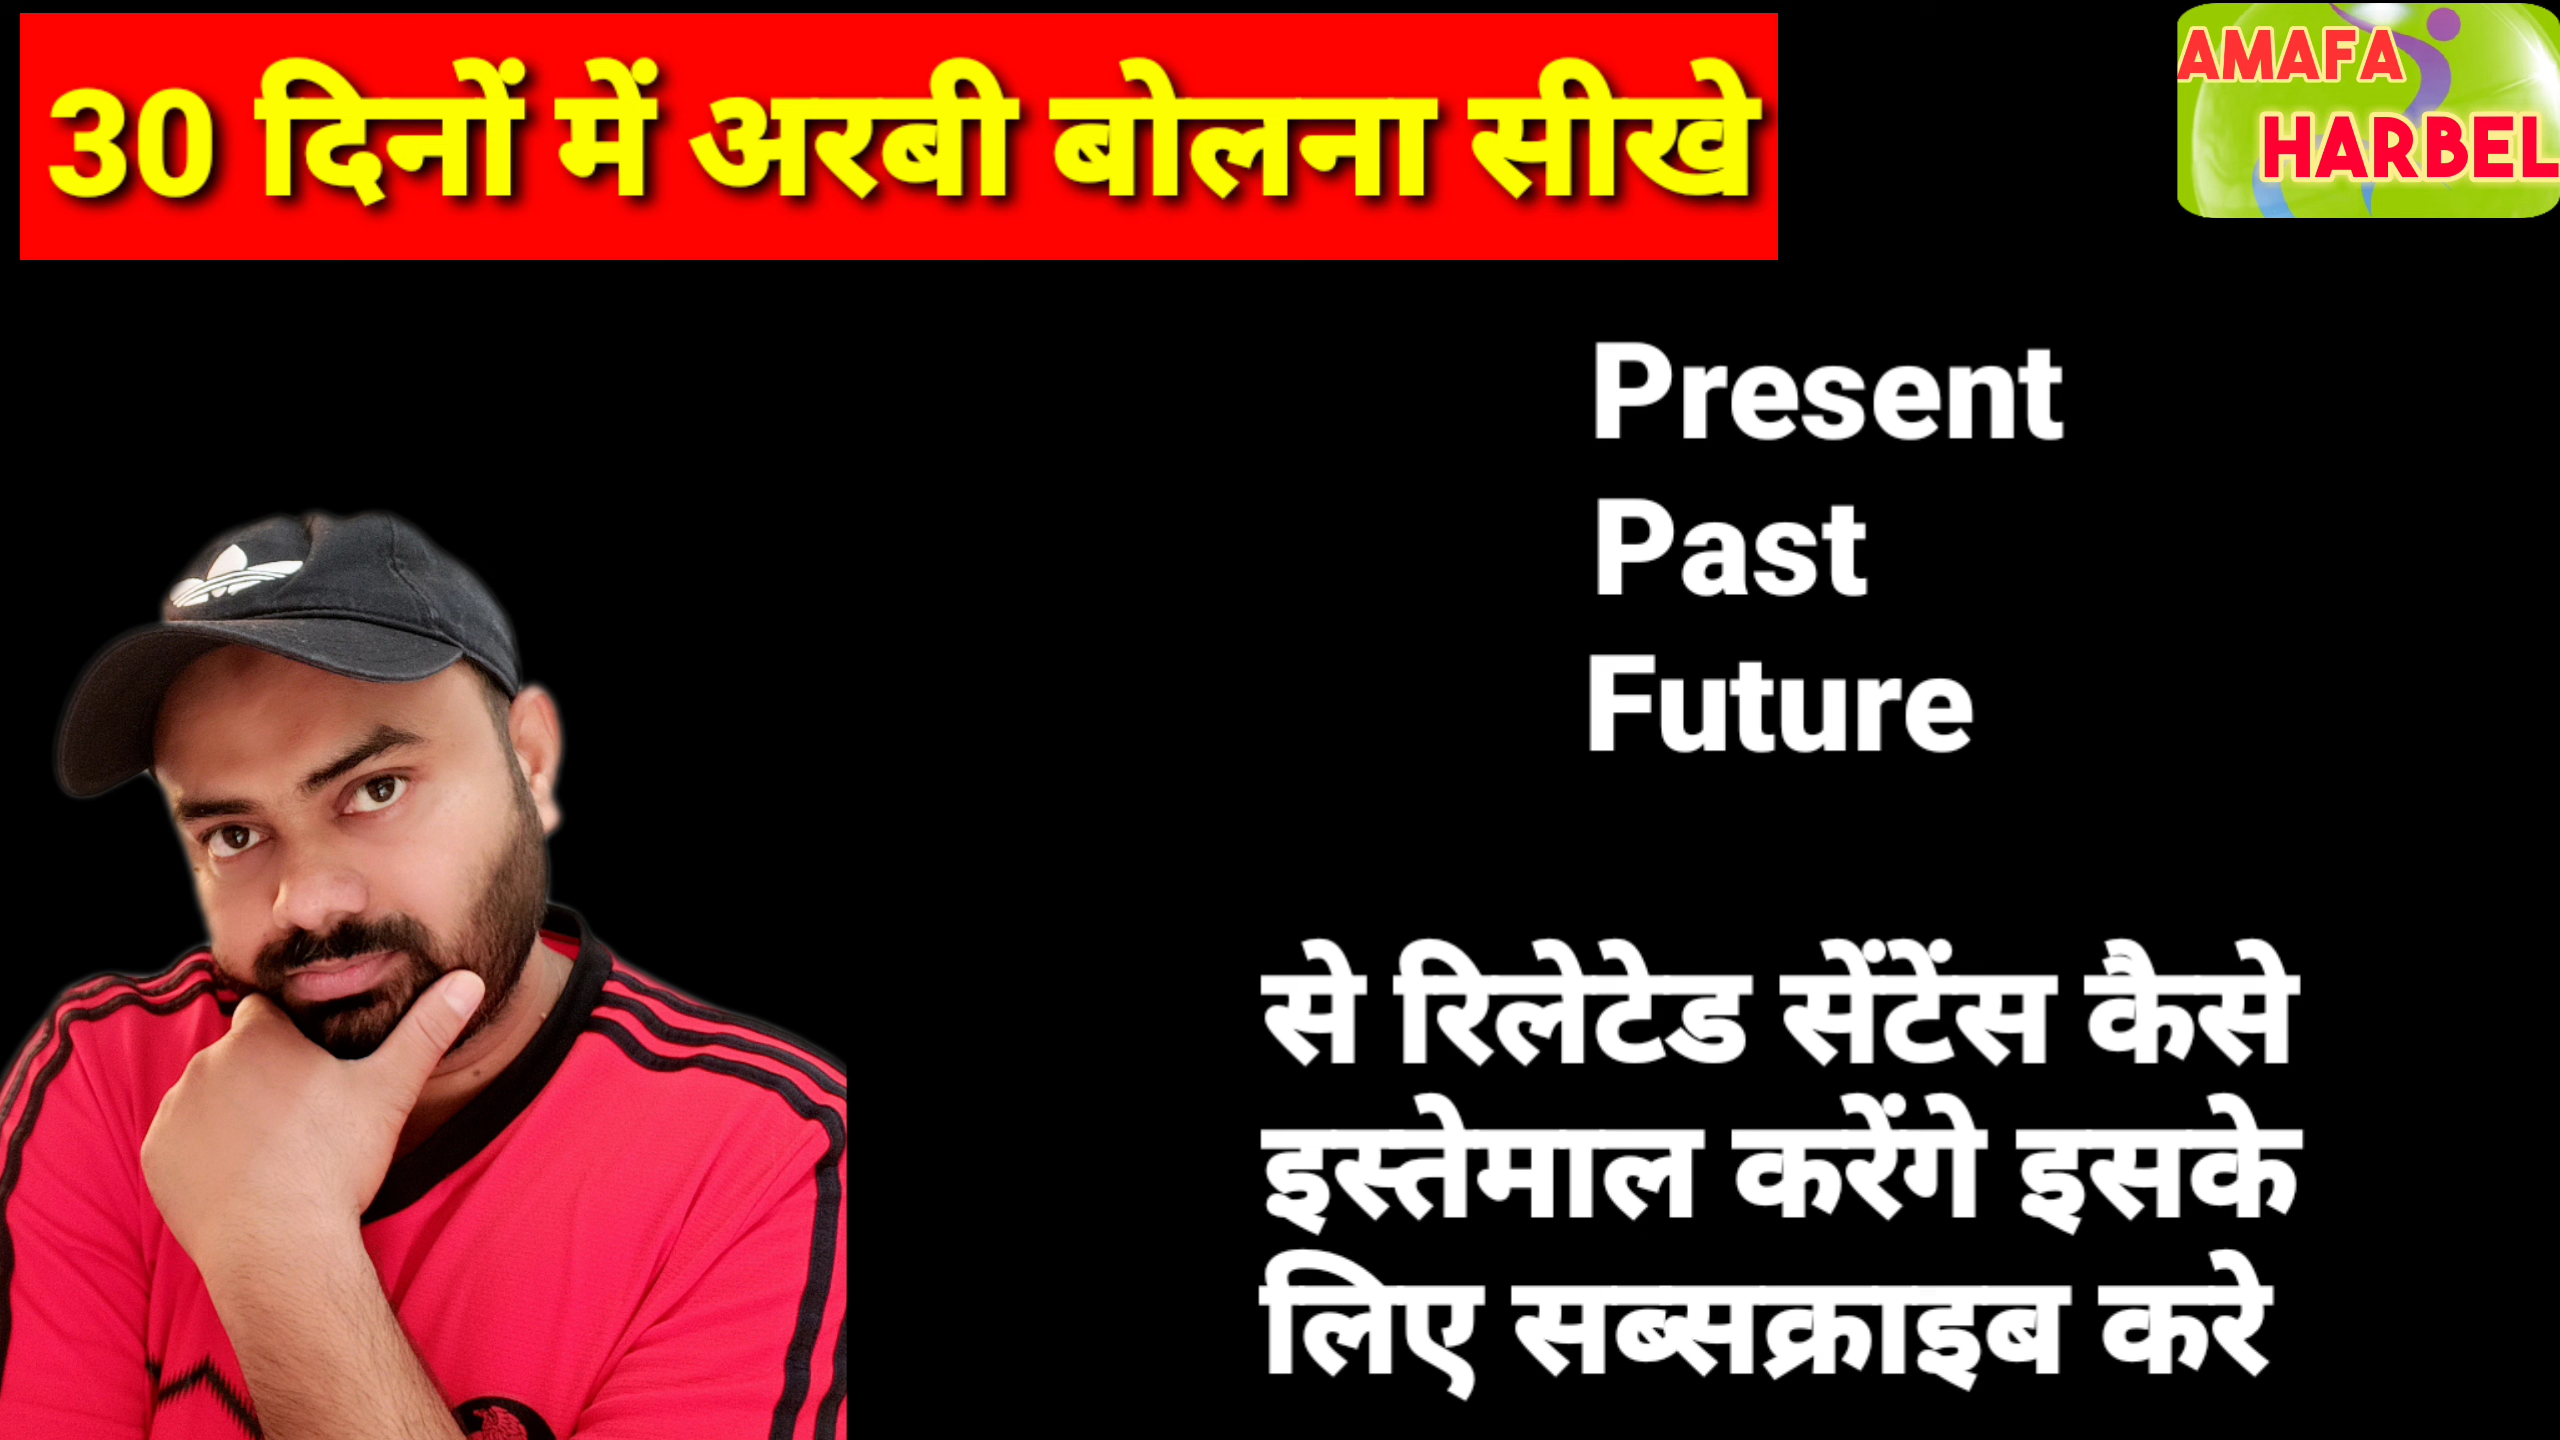 30 दिनों में अरबी बोलना सीखे
AMAFA
HARBEL
Present
Past
Future
से रिलेटेड सेंटेंस कैसे
इस्तेमाल करेंगे इसके
लिए सब्सक्राइब करे